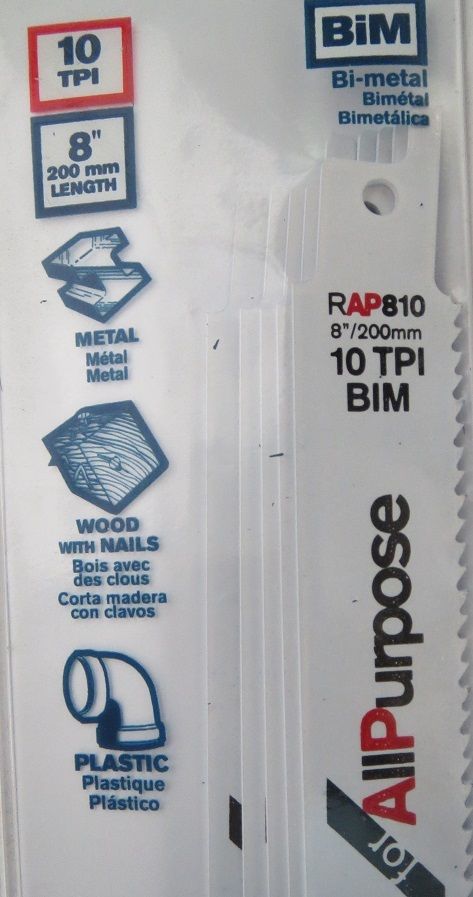 10
TPI
8"
200 mm
LENGTH
METAL
Métal
Metal
WOOD
WITH NAILS
Bois avec
des clous
Corta madera
con clavos
PLASTIC
Plastique
Plástico
BiM
Bi-metal
Bimétal
Bimetálica
RAP810
8"/200mm
10 TPI
BIM
for AllPurpose